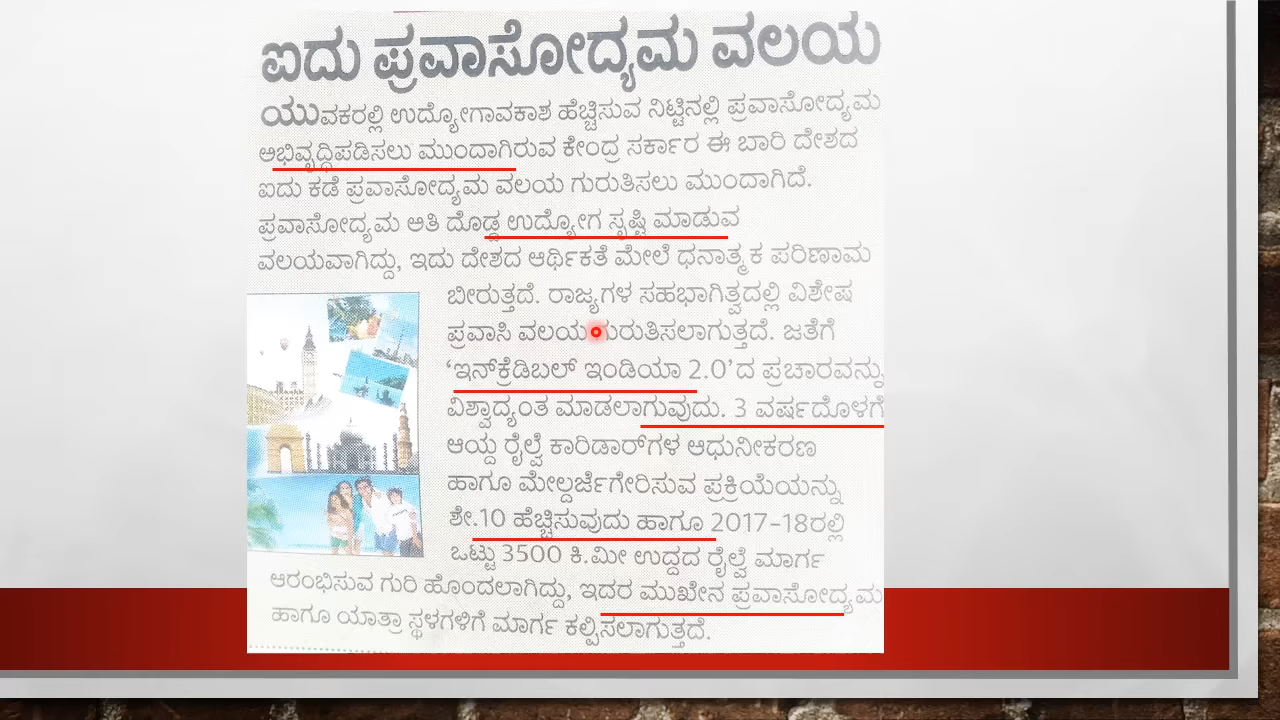 ಐದು ಪ್ರವಾಸೋದ್ಯಮ ವಲಯ
ಯುವಕರಲ್ಲಿ ಉದ್ಯೋಗಾವಕಾಶ ಹೆಚ್ಚಿಸುವ ನಿಟ್ಟಿನಲ್ಲಿ ಪ್ರವಾಸೋದ್ಯಮ
ಅಭಿವೃದ್ಧಿಪಡಿಸಲು ಮುಂದಾಗಿರುವ ಕೇಂದ್ರ ಸರ್ಕಾರ ಈ ಬಾರಿ ದೇಶದ
ಐದು ಕಡೆ ಪ್ರವಾಸೋದ್ಯಮ ವಲಯ ಗುರುತಿಸಲು ಮುಂದಾಗಿದೆ.
ಪ್ರವಾಸೋದ್ಯಮ ಅತಿ ದೊಡ್ಡ ಉದ್ಯೋಗ ಸೃಷ್ಟಿ ಮಾಡುವ
ವಲಯವಾಗಿದ್ದು, ಇದು ದೇಶದ ಆರ್ಥಿಕತೆ ಮೇಲೆ ಧನಾತ್ಮಕ ಪರಿಣಾಮ
ಬೀರುತ್ತದೆ. ರಾಜ್ಯಗಳ ಸಹಭಾಗಿತ್ವದಲ್ಲಿ ವಿಶೇಷ
ಪ್ರವಾಸಿ ವಲಯ ಗುರುತಿಸಲಾಗುತ್ತದೆ. ಜತೆಗೆ
‘ಇನ್‌ಕ್ರೆಡಿಬಲ್ ಇಂಡಿಯಾ 2.0’ದ ಪ್ರಚಾರವನ್ನು
ವಿಶ್ವಾದ್ಯಂತ ಮಾಡಲಾಗುವುದು. 3 ವರ್ಷದೊಳಗೆ
ಆಯ್ದ ರೈಲ್ವೆ ಕಾರಿಡಾರ್‌ಗಳ ಆಧುನೀಕರಣ
ಹಾಗೂ ಮೇಲ್ದರ್ಜೆಗೇರಿಸುವ ಪ್ರಕ್ರಿಯೆಯನ್ನು
ಶೇ.10 ಹೆಚ್ಚಿಸುವುದು ಹಾಗೂ 2017-18ರಲ್ಲಿ
ಒಟ್ಟು 3500 ಕಿ.ಮೀ ಉದ್ದದ ರೈಲ್ವೆ ಮಾರ್ಗ
ಆರಂಭಿಸುವ ಗುರಿ ಹೊಂದಲಾಗಿದ್ದು, ಇದರ ಮುಖೇನ ಪ್ರವಾಸೋದ್ಯಮ
ಹಾಗೂ ಯಾತ್ರಾ ಸ್ಥಳಗಳಿಗೆ ಮಾರ್ಗ ಕಲ್ಪಿಸಲಾಗುತ್ತದೆ.